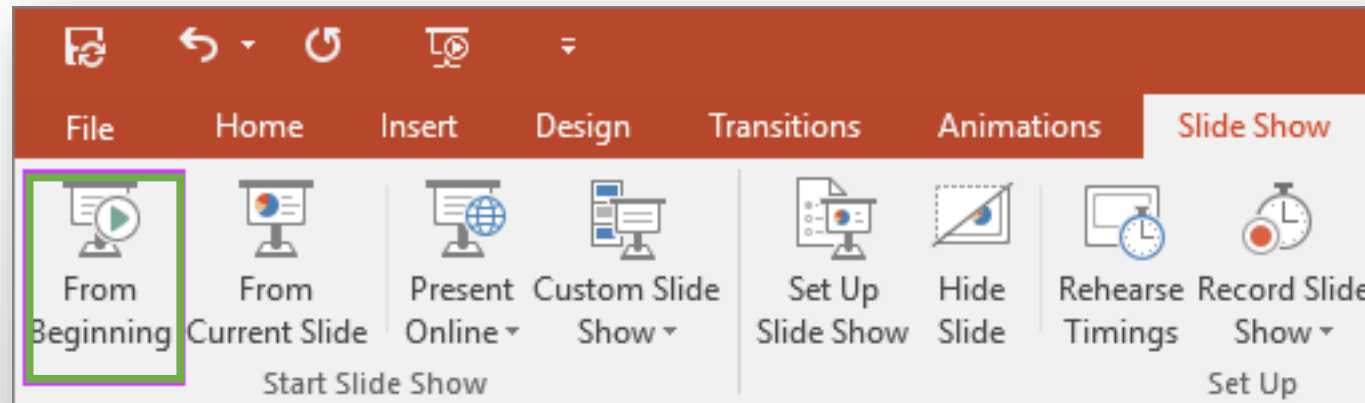 File Home Insert Design Transitions Animations Slide Show
From Beginning
From Current Slide
Present Online
Custom Slide Show
Set Up Slide Show
Hide Slide
Rehearse Timings
Record Slide Show
Start Slide Show
Set Up